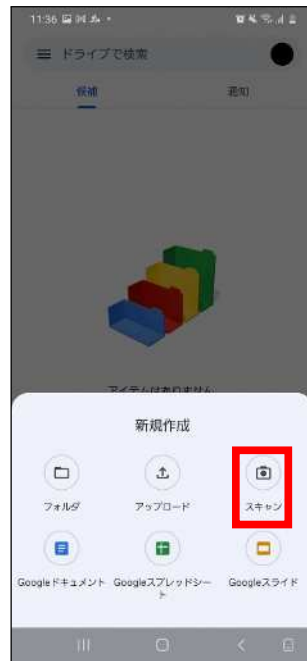 11:36
ドライブで検索
候補 通知
アイテムはありません
新規作成
フォルダ アップロード スキャン
Googleドキュメント Googleスプレッドシー Googleスライド
ト